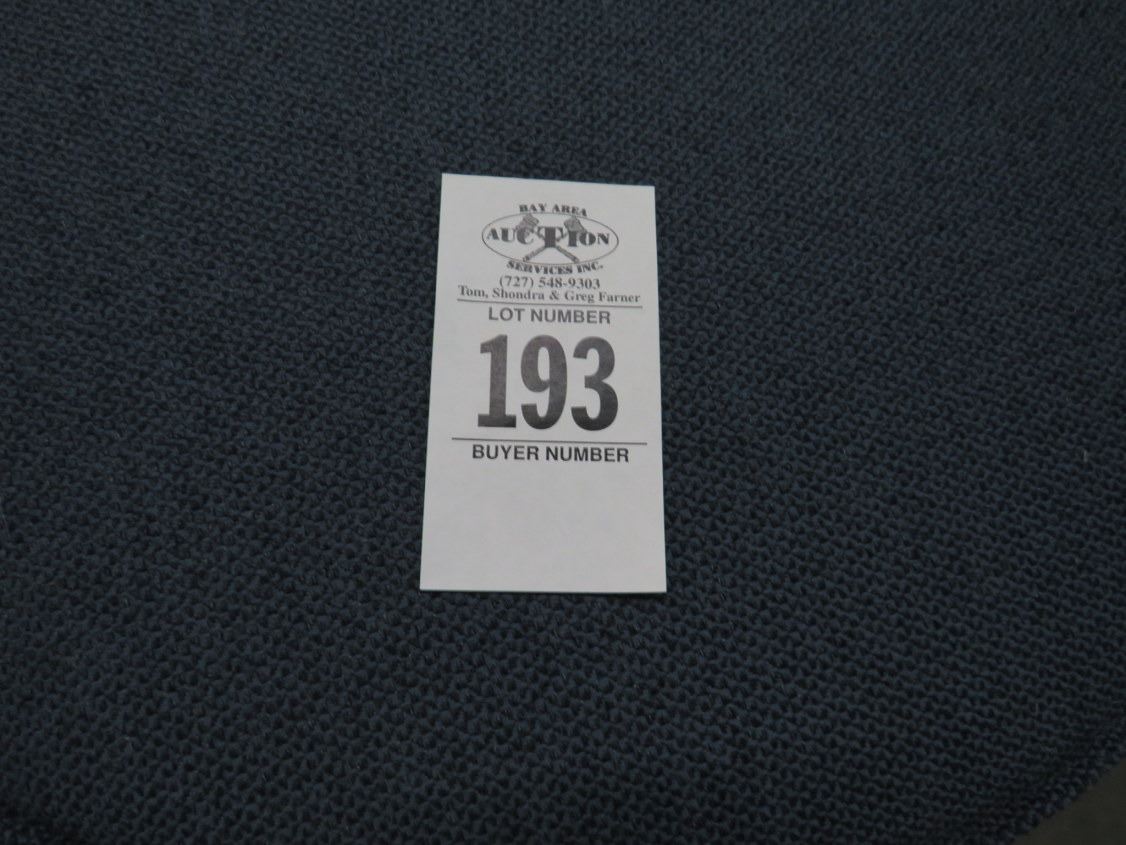 BAY AREA
AUCTION
SERVICES INC.
(727) 548-9303
Tom, Shondra & Greg Farner
LOT NUMBER
193
BUYER NUMBER